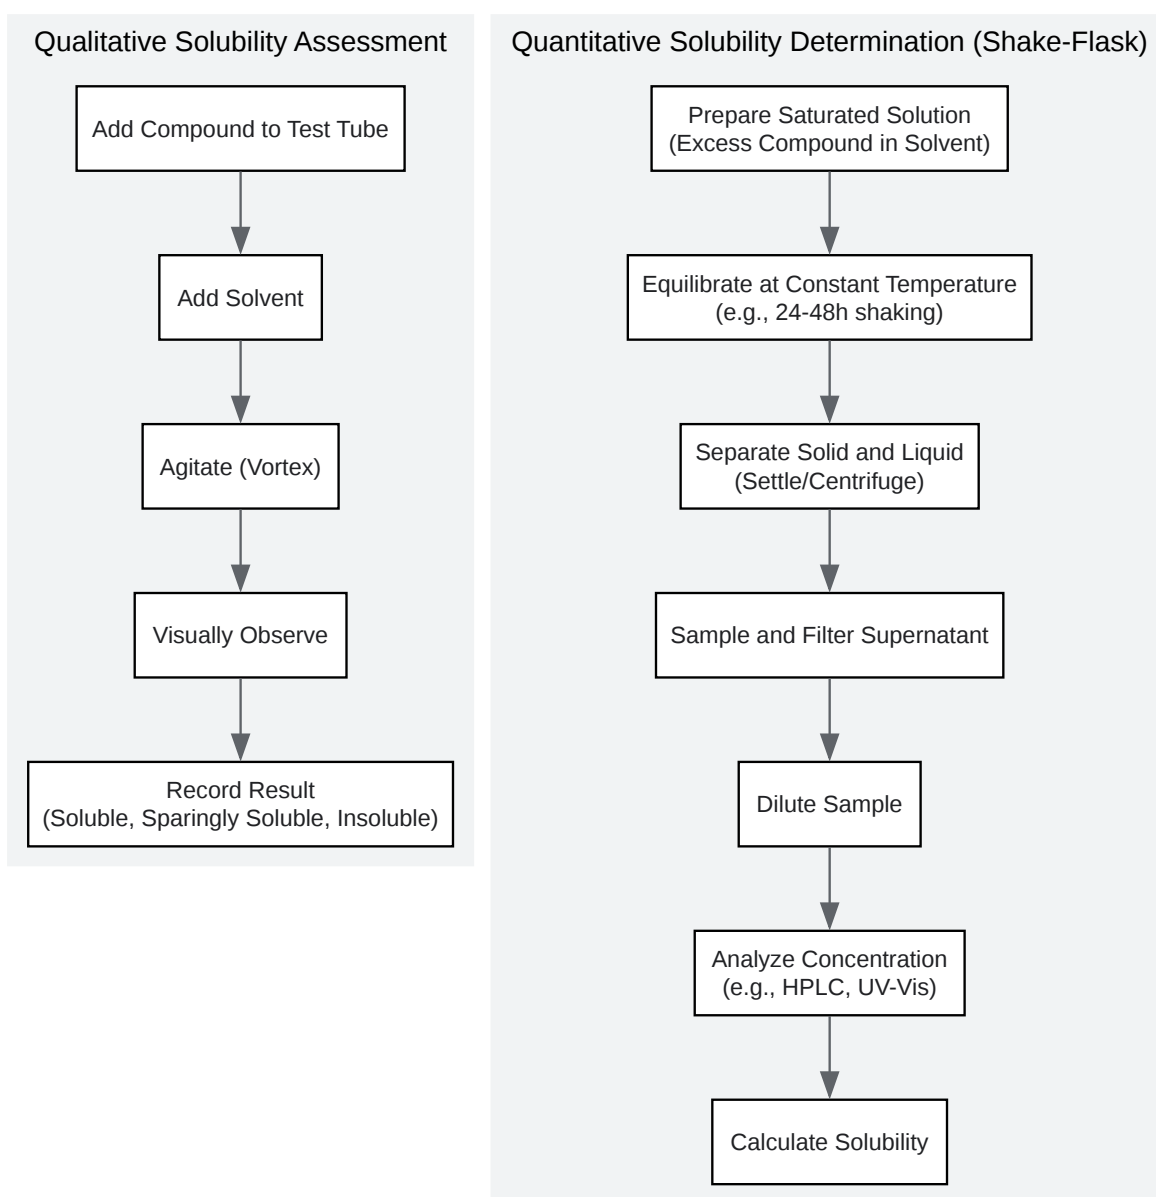 Qualitative Solubility Assessment
Add Compound to Test Tube
Add Solvent
Agitate (Vortex)
Visually Observe
Record Result
(Soluble, Sparingly Soluble, Insoluble)
Quantitative Solubility Determination (Shake-Flask)
Prepare Saturated Solution
(Excess Compound in Solvent)
Equilibrate at Constant Temperature
(e.g., 24-48h shaking)
Separate Solid and Liquid
(Settle/Centrifuge)
Sample and Filter Supernatant
Dilute Sample
Analyze Concentration
(e.g., HPLC, UV-Vis)
Calculate Solubility